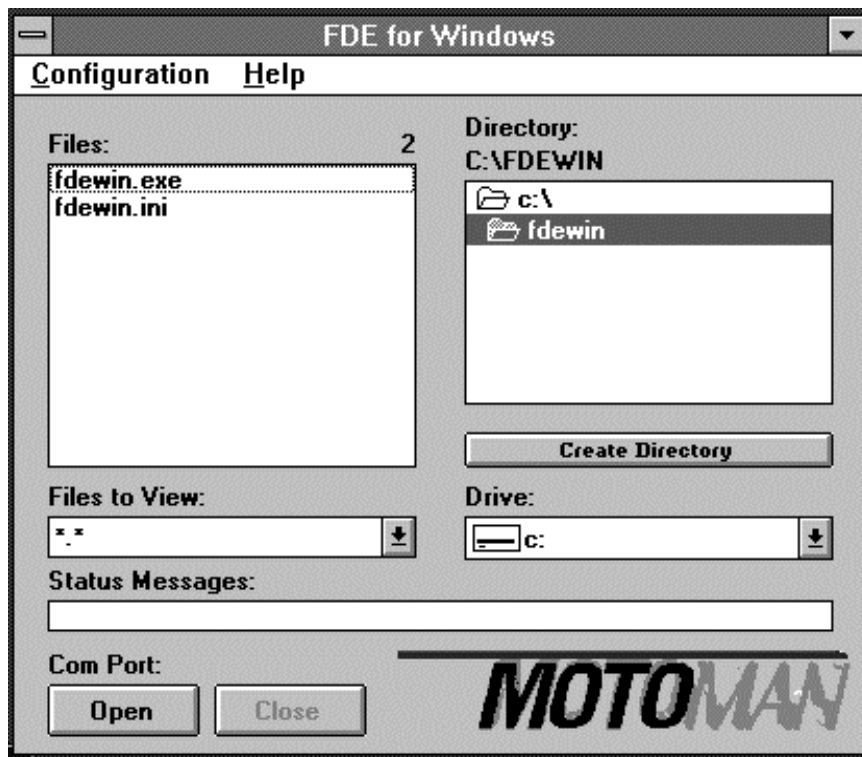 FDE for Windows
Configuration Help
Files: 2
fdewin.exe
fdewin.ini
Directory:
C:\FDEWIN
c:\
fdewin
Create Directory
Files to View:
*.*
Drive:
c:
Status Messages:
Com Port:
Open Close
MOTOMAN